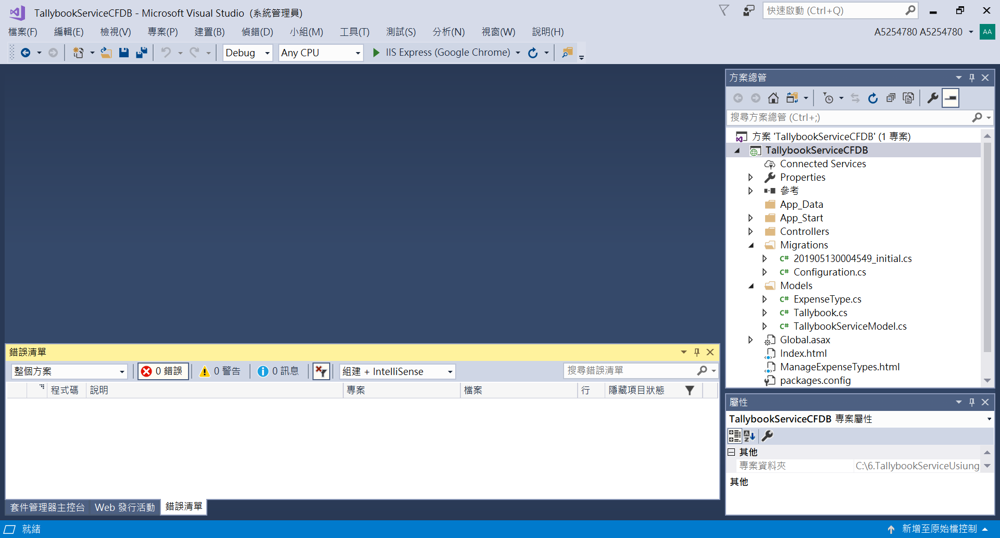 TallybookServiceCFDB - Microsoft Visual Studio (系統管理員)
快速啟動 (Ctrl+Q)
檔案(F) 編輯(E) 檢視(V) 專案(P) 建置(B) 偵錯(D) 小組(M) 工具(T) 測試(S) 分析(N) 視窗(W) 說明(H)
A5254780 A5254780
AA
Debug
Any CPU
IIS Express (Google Chrome)
方案總管
搜尋方案總管 (Ctrl+;)
方案 'TallybookServiceCFDB' (1 專案)
TallybookServiceCFDB
Connected Services
Properties
參考
App_Data
App_Start
Controllers
Migrations
C# 201905130004549_initial.cs
C# Configuration.cs
Models
C# ExpenseType.cs
C# Tallybook.cs
C# TallybookServiceModel.cs
Global.asax
Index.html
ManageExpenseTypes.html
packages.config
錯誤清單
整個方案
0 錯誤
0 警告
0 訊息
組建 + IntelliSense
搜尋錯誤清單
程式碼 說明 專案 檔案 行 隱藏項目狀態
屬性
TallybookServiceCFDB 專案屬性
其他
專案資料夾 C:\6.TallybookServiceUsiung
其他
套件管理器主控台 Web 發行活動 錯誤清單
就緒
新增至原始檔控制